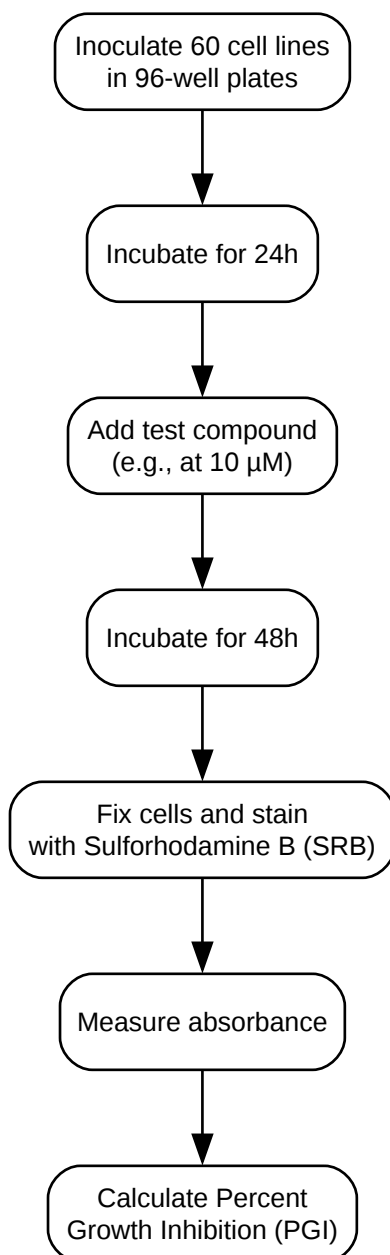 Inoculate 60 cell lines
in 96-well plates
Incubate for 24h
Add test compound
(e.g., at 10 µM)
Incubate for 48h
Fix cells and stain
with Sulforhodamine B (SRB)
Measure absorbance
Calculate Percent
Growth Inhibition (PGI)